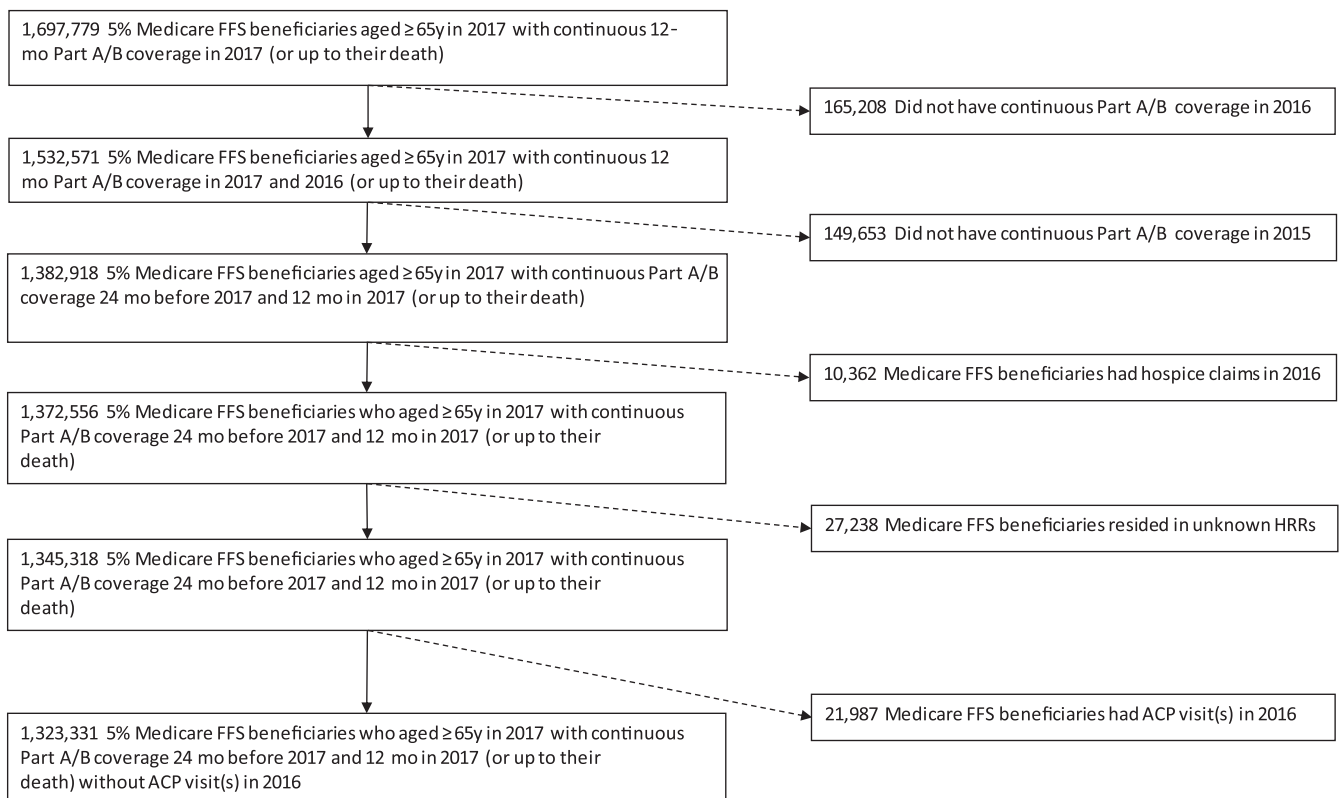 1,697,779 5% Medicare FFS beneficiaries aged ≥65y in 2017 with continuous 12-
mo Part A/B coverage in 2017 (or up to their death)
165,208 Did not have continuous Part A/B coverage in 2016
1,532,571 5% Medicare FFS beneficiaries aged ≥65y in 2017 with continuous 12
mo Part A/B coverage in 2017 and 2016 (or up to their death)
149,653 Did not have continuous Part A/B coverage in 2015
1,382,918 5% Medicare FFS beneficiaries aged ≥65y in 2017 with continuous Part A/B
coverage 24 mo before 2017 and 12 mo in 2017 (or up to their death)
10,362 Medicare FFS beneficiaries had hospice claims in 2016
1,372,556 5% Medicare FFS beneficiaries who aged ≥65y in 2017 with continuous
Part A/B coverage 24 mo before 2017 and 12 mo in 2017 (or up to their
death)
27,238 Medicare FFS beneficiaries resided in unknown HRRs
1,345,318 5% Medicare FFS beneficiaries who aged ≥65y in 2017 with continuous
Part A/B coverage 24 mo before 2017 and 12 mo in 2017 (or up to their
death)
21,987 Medicare FFS beneficiaries had ACP visit(s) in 2016
1,323,331 5% Medicare FFS beneficiaries who aged ≥65y in 2017 with continuous
Part A/B coverage 24 mo before 2017 and 12 mo in 2017 (or up to their
death) without ACP visit(s) in 2016